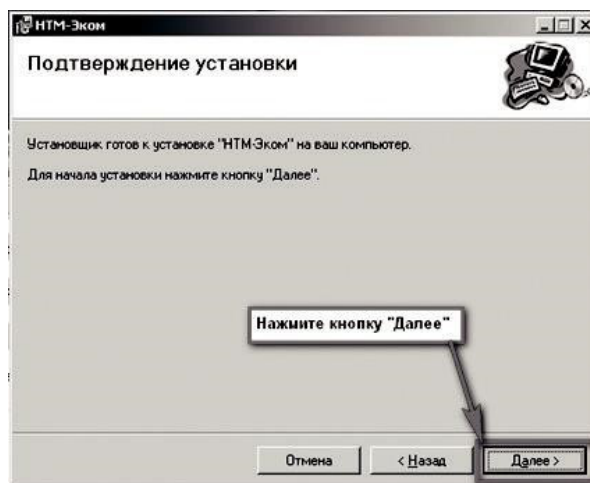 НТМ-Эком
Подтверждение установки
Установщик готов к установке "НТМ-Эком" на ваш компьютер.
Для начала установки нажмите кнопку "Далее".
Нажмите кнопку "Далее"
Отмена
< Назад
Далее >